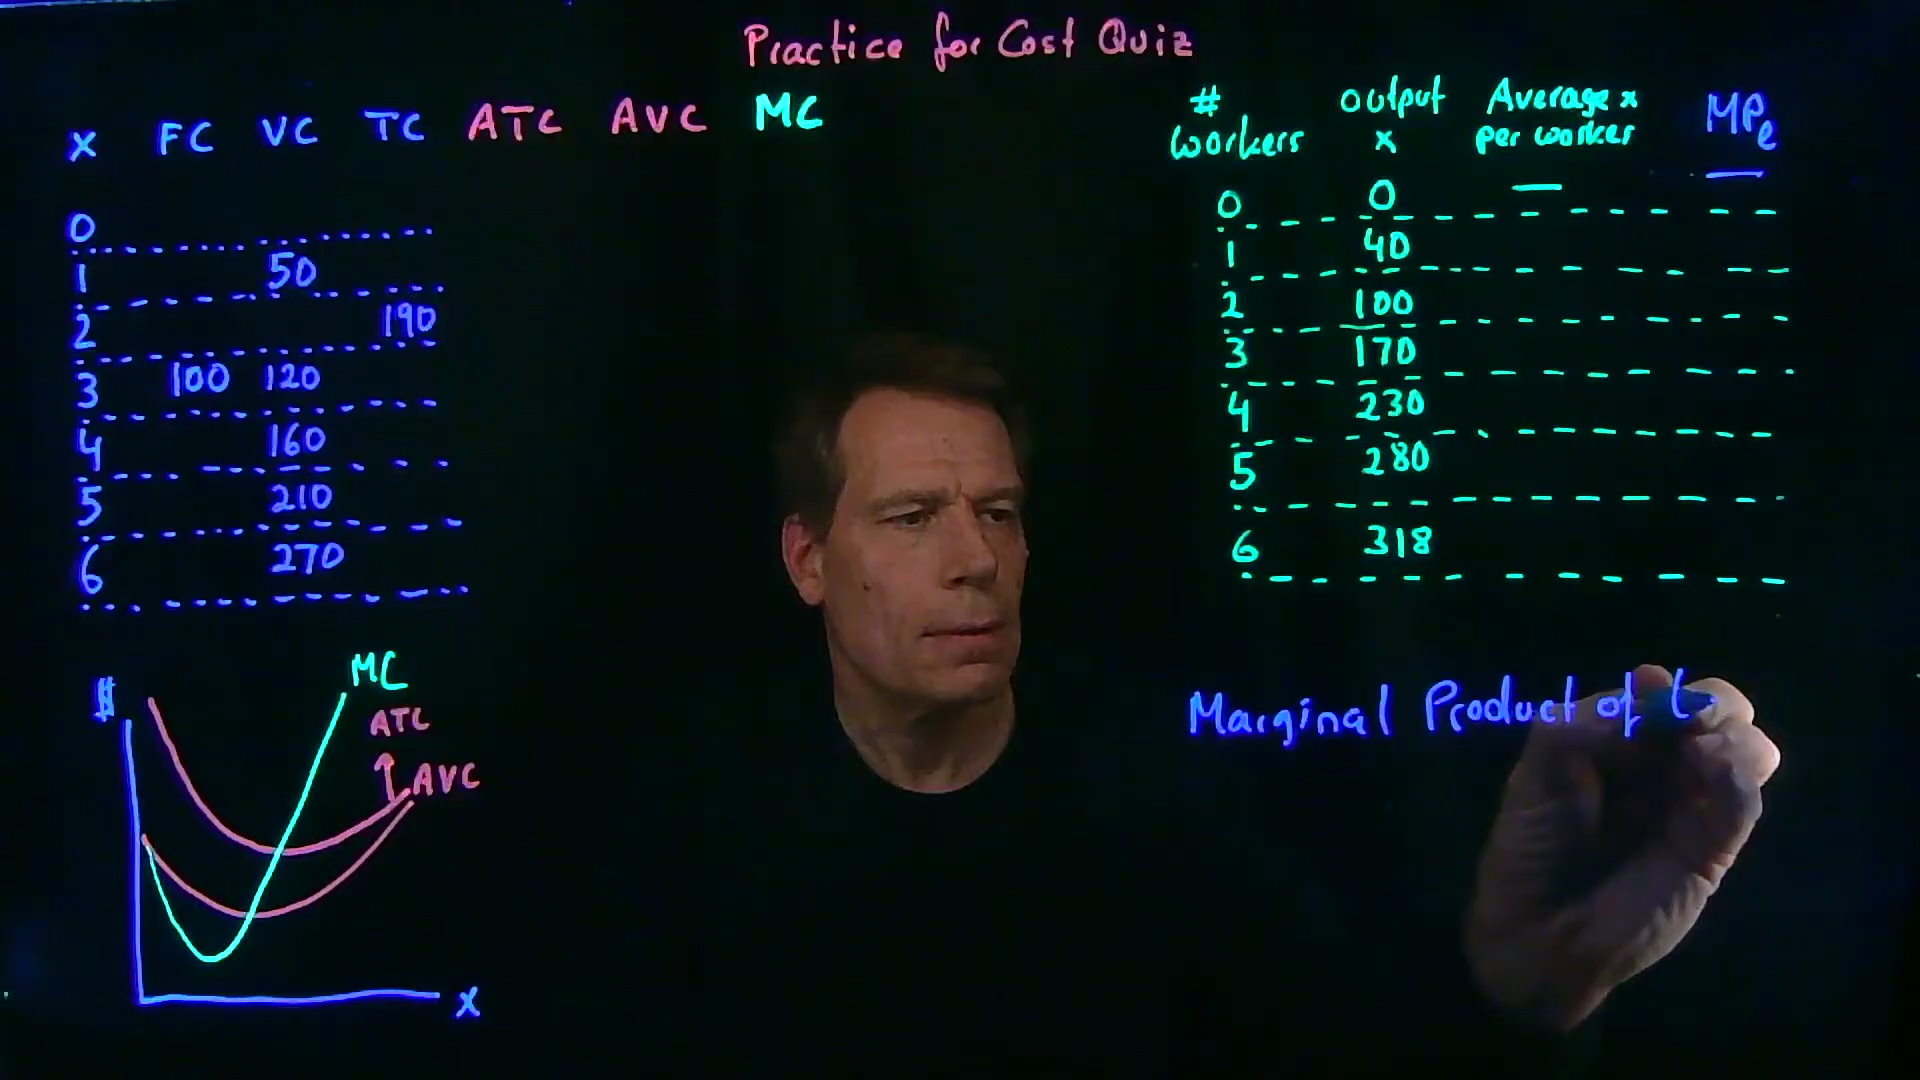 Practice for Cost Quiz
x FC VC TC ATC AVC MC
0
1 50
2 190
3 100 120
4 160
5 210
6 270
$
MC
ATC
AVC
x
# workers output x Average x per worker MPe
0 0 —
1 40
2 100
3 170
4 230
5 280
6 318
Marginal Product of